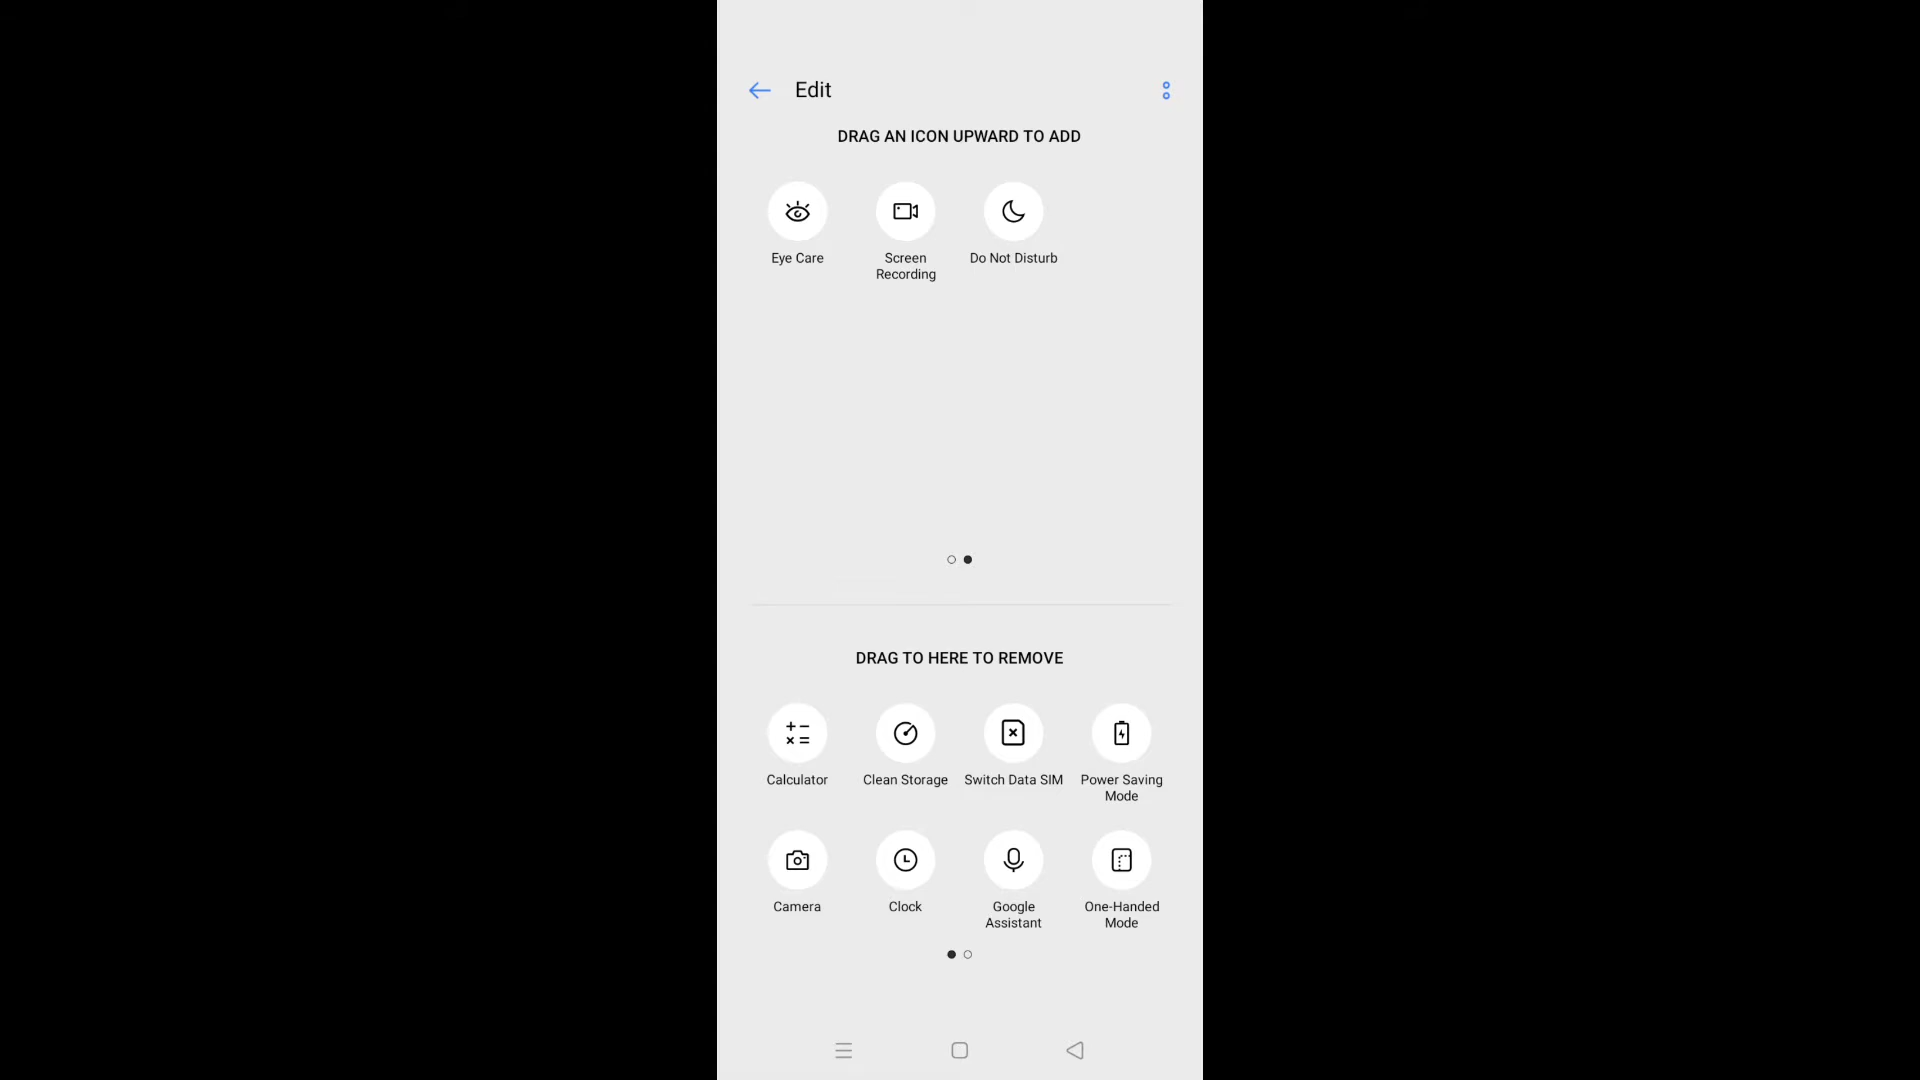 Edit
DRAG AN ICON UPWARD TO ADD
Eye Care
Screen
Recording
Do Not Disturb
DRAG TO HERE TO REMOVE
Calculator
Clean Storage
Switch Data SIM
Power Saving
Mode
Camera
Clock
Google
Assistant
One-Handed
Mode